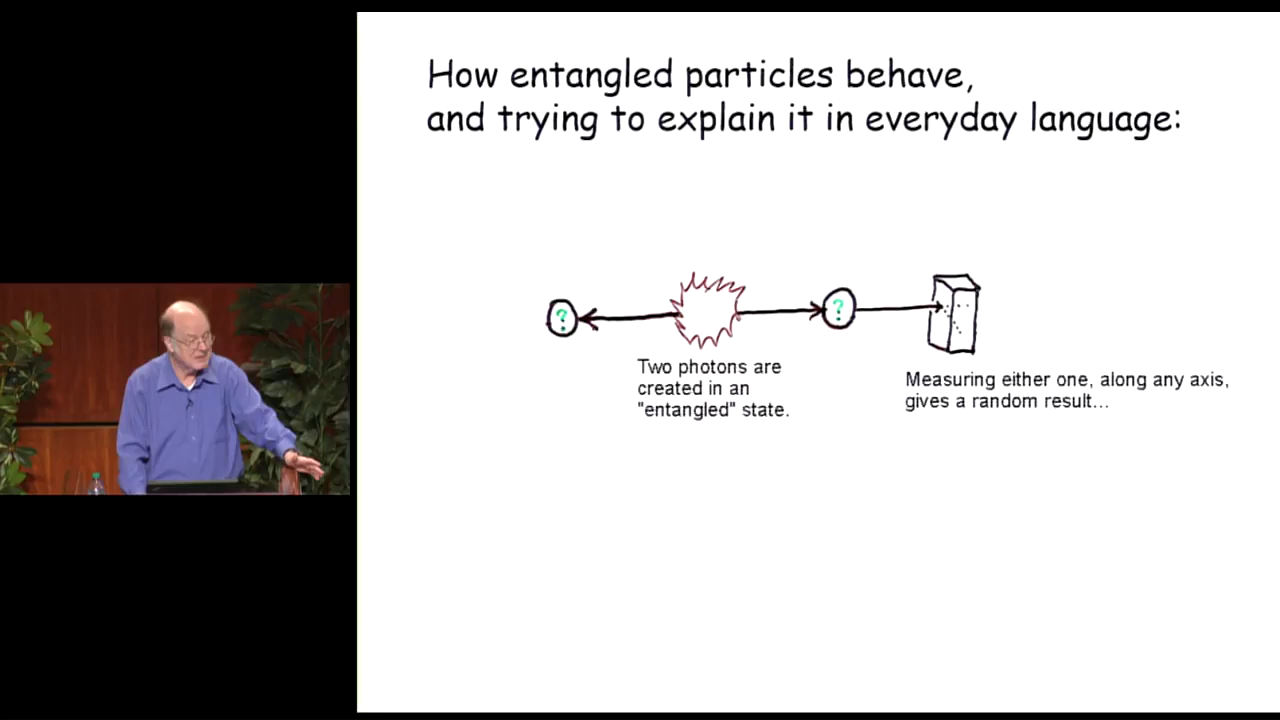 How entangled particles behave,
and trying to explain it in everyday language:
?
?
Two photons are
created in an
"entangled" state.
Measuring either one, along any axis,
gives a random result...